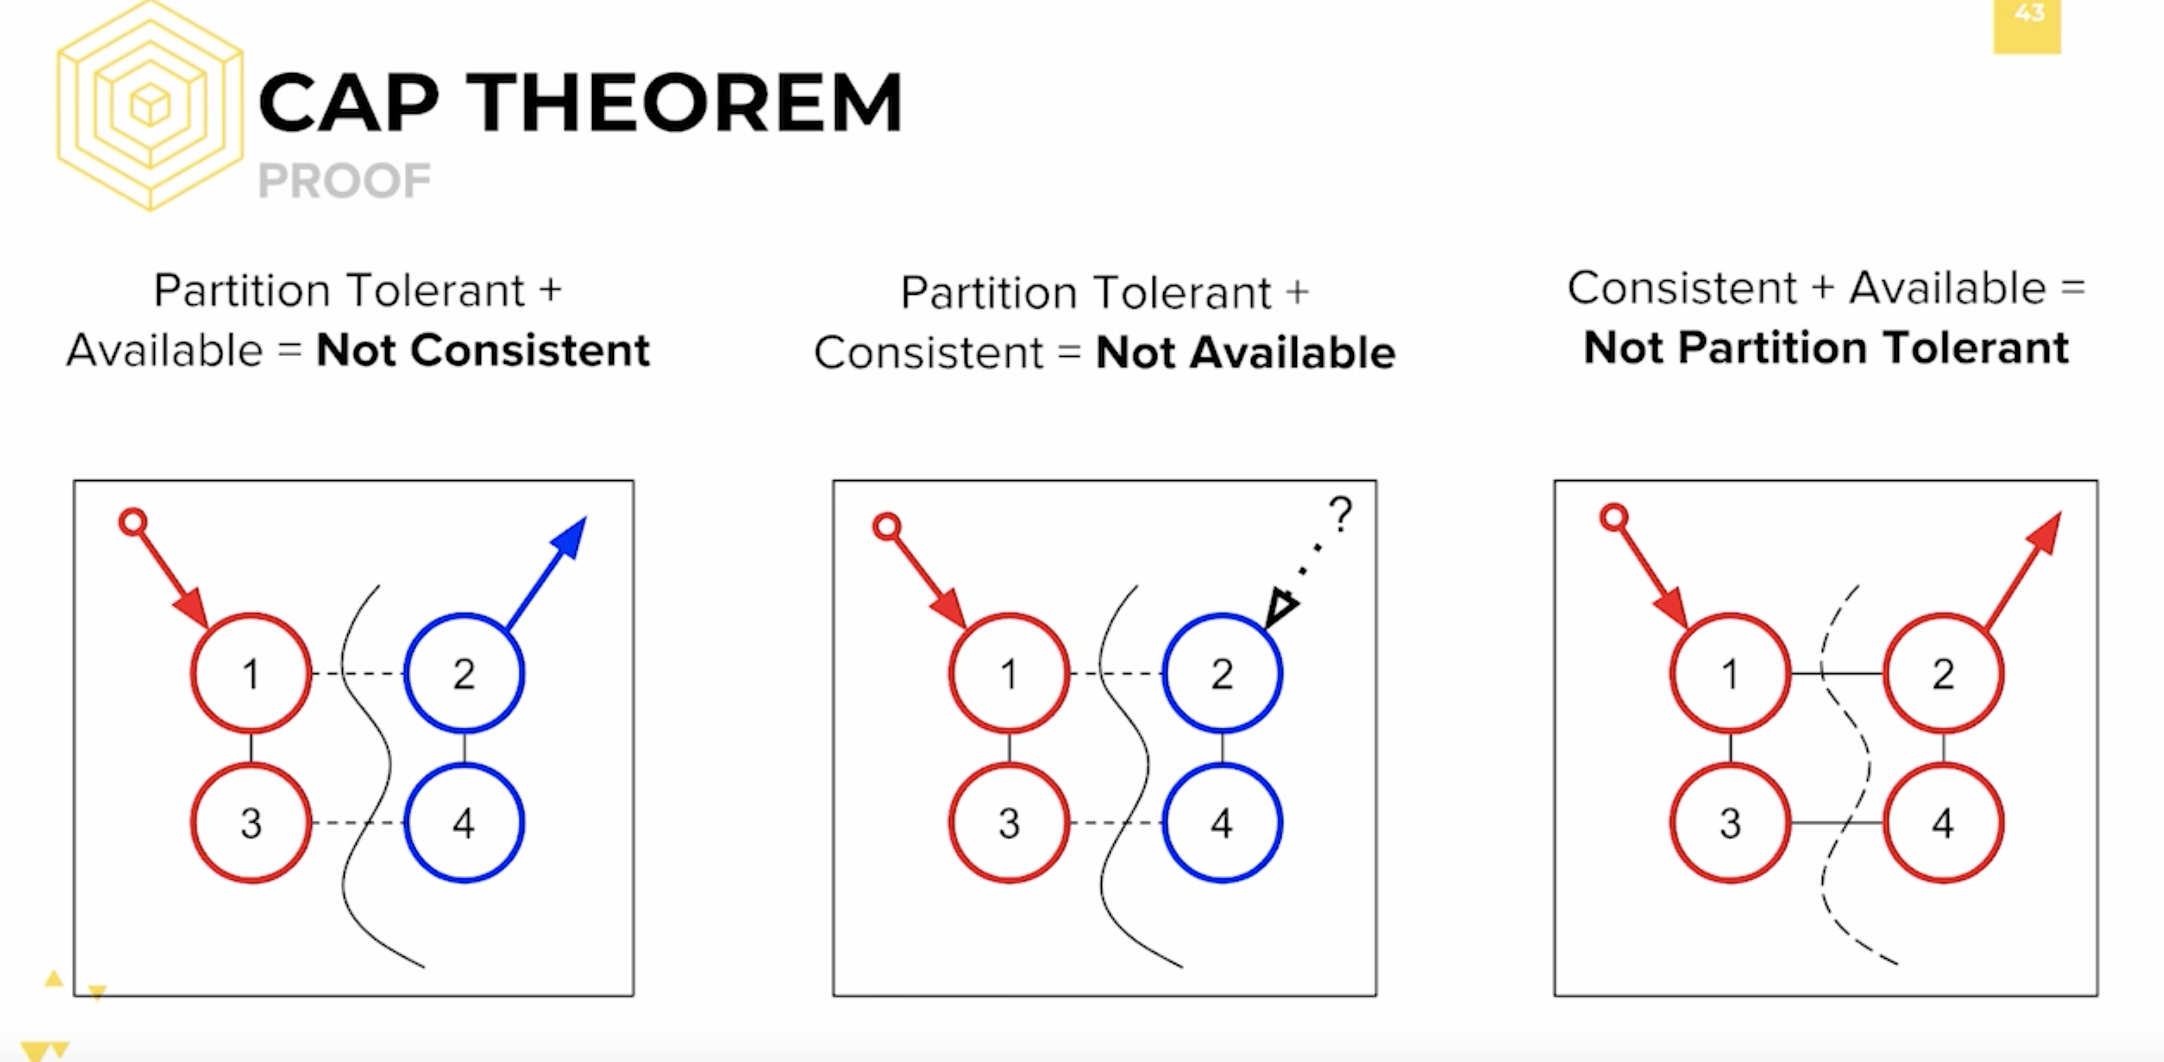 43
CAP THEOREM
PROOF
Partition Tolerant +
Available = Not Consistent
Partition Tolerant +
Consistent = Not Available
Consistent + Available =
Not Partition Tolerant
1
2
3
4
?
1
2
3
4
1
2
3
4